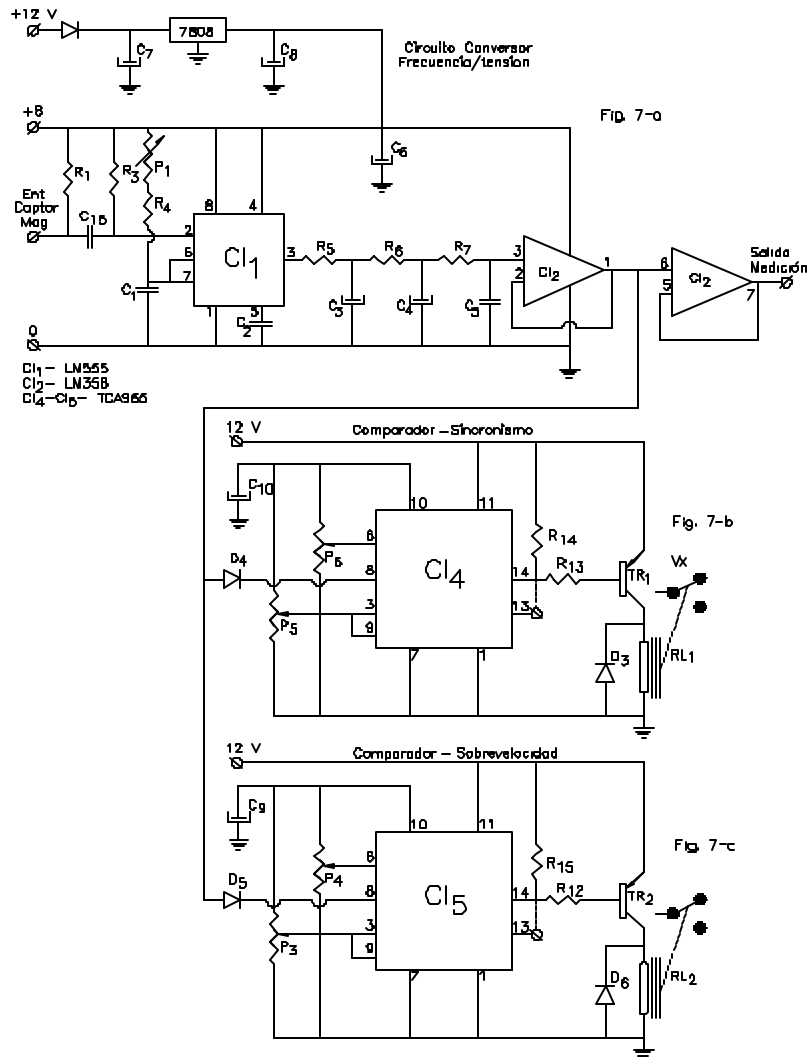 +12 V
7808
C7
C8
Circuito Conversor
Frecuencia/tension
+8
Fig. 7-a
C6
R1
R3
P1
R4
Ent
Captor
Mag
C15
8
4
2
6
7
CI1
3
1
5
R5
R6
R7
C1
C2
C3
C4
C5
3
2
CI2
1
6
5
CI2
7
Salida
Medición
0
CI1- LN555
CI2- LN358
CI4-CI5- TCA965
12 V
Comparador -Sincronismo
C10
10
11
R14
Fig. 7-b
P6
6
8
3
9
CI4
14
13
R13
TR1
Vx
D4
P5
7
1
D3
RL1
12 V
Comparador - Sobrevelocidad
C9
10
11
R15
Fig. 7-c
P4
6
8
3
9
CI5
14
13
R12
TR2
D5
P3
7
1
D6
RL2